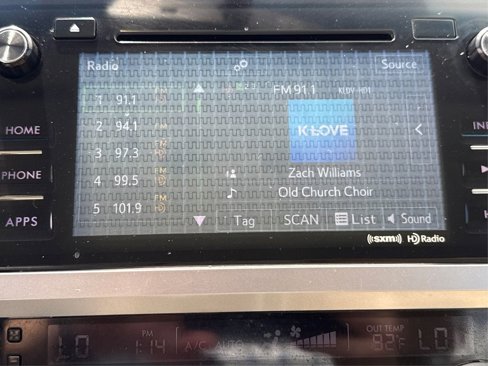 Radio Source
FM 91.1 KLDV-HD1
1 91.1 FM
2 94.1 FM
3 97.3 FM
4 99.5 FM
5 101.9 FM
K-LOVE
Zach Williams
Old Church Choir
Tag SCAN List Sound
HOME
PHONE
APPS
((sxm)) HD Radio
LO PM 1:14 A/C AUTO OUT TEMP 92°F LO